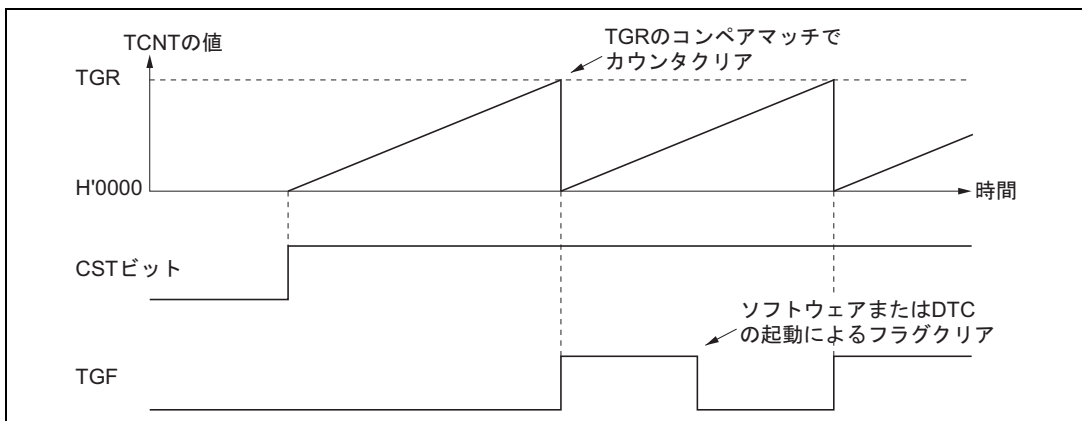 TCNTの値
TGRのコンペアマッチで
カウンタクリア
TGR
H'0000
時間
CSTビット
ソフトウェアまたはDTC
の起動によるフラグクリア
TGF